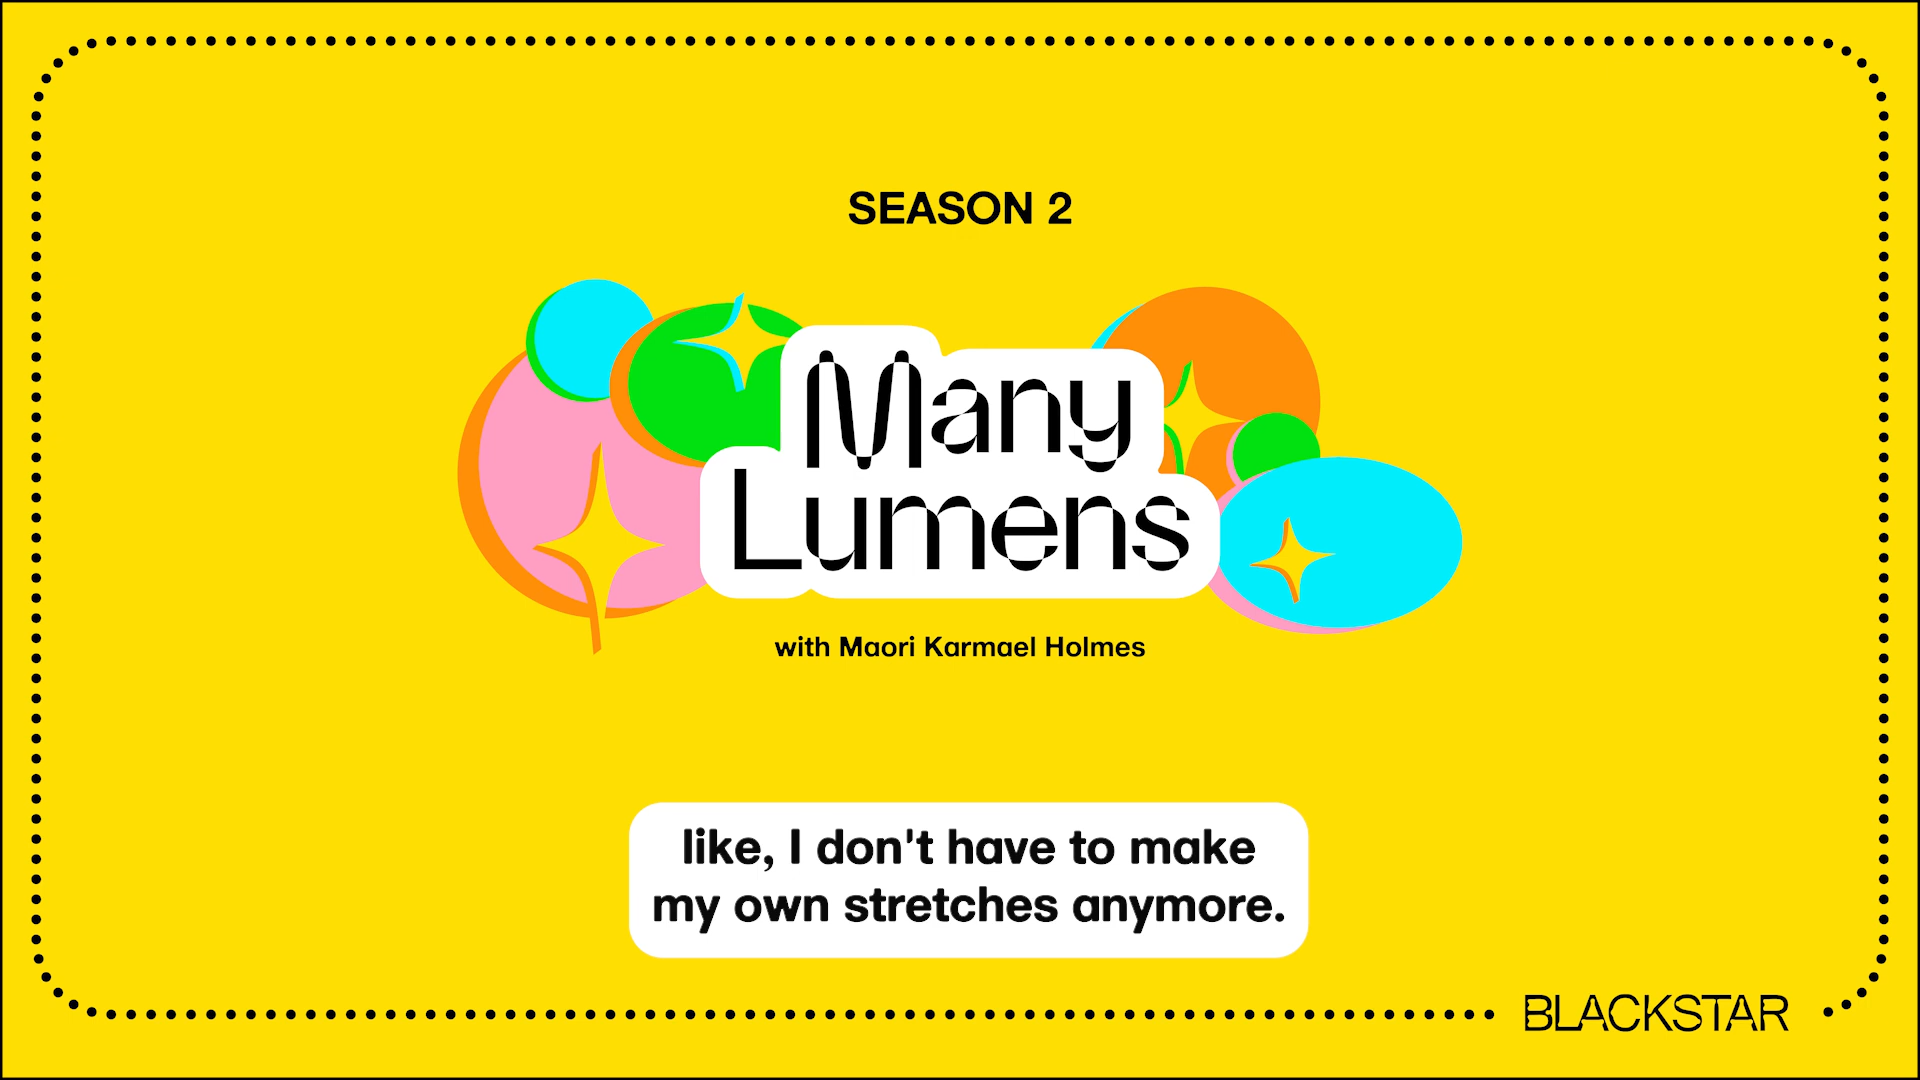 SEASON 2
Many
Lumens
with Maori Karmael Holmes
like, I don't have to make
my own stretches anymore.
BLACKSTAR